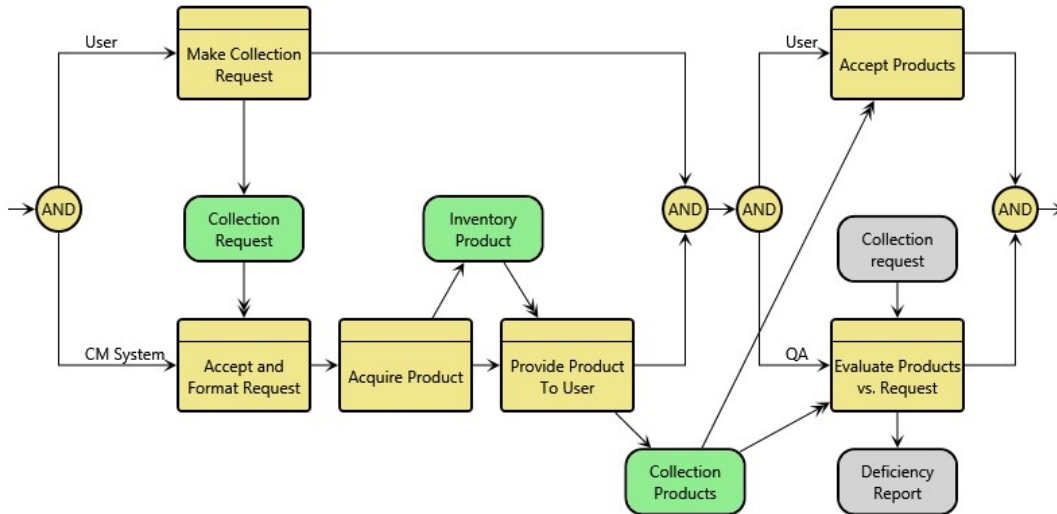 User
Make Collection
Request
User
Accept Products
AND
Collection
Request
Inventory
Product
AND
AND
Collection
request
AND
CM System
Accept and
Format Request
Acquire Product
Provide Product
To User
QA
Evaluate Products
vs. Request
Collection
Products
Deficiency
Report